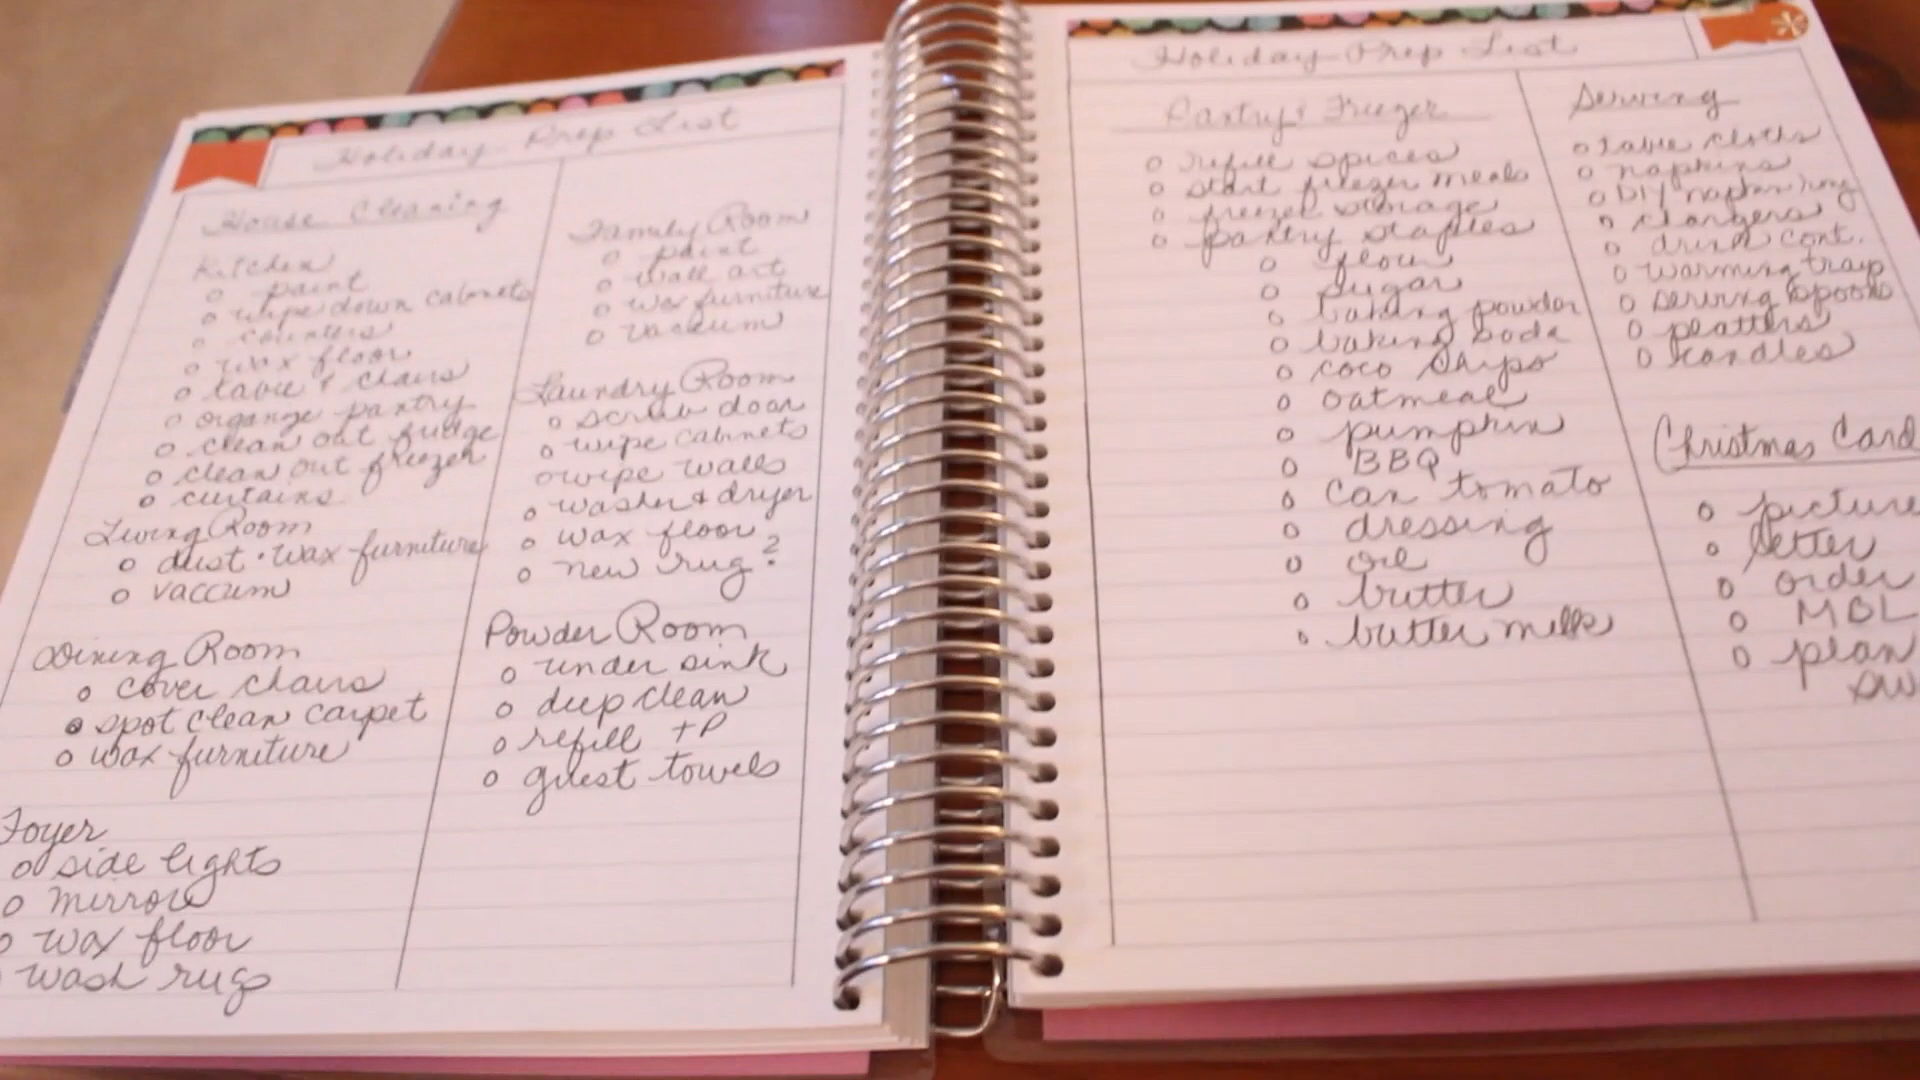 Holiday Prep List
House Cleaning
Kitchen
paint
wipe down cabinets
counters
wax floor
table & chairs
organge pantry
clean out fridge
clean out freezer
curtains
Living Room
dust · wax furniture
vaccum
Dining Room
cover chairs
spot clean carpet
wax furniture
Foyer
side lights
mirror
wax floor
wash rugs
Family Room
paint
wall art
wax furniture
vaccum
Laundry Room
scrub door
wipe cabinets
wipe walls
washer & dryer
wax floor
new rug?
Powder Room
under sink
deep clean
refill TP
guest towels
Holiday Prep List
Pantry & Freezer
refill spices
start freezer meals
freezer storage
pantry staples
flour
sugar
baking powder
baking soda
coco chips
oatmeal
pumpkin
BBQ
can tomato
dressing
oil
butter
butter milk
Serving
table cloths
napkins
DIY napkin ring
chargers
drink cont.
warming trays
serving spoons
platters
candles
Christmas Card
picture
letter
order
plan